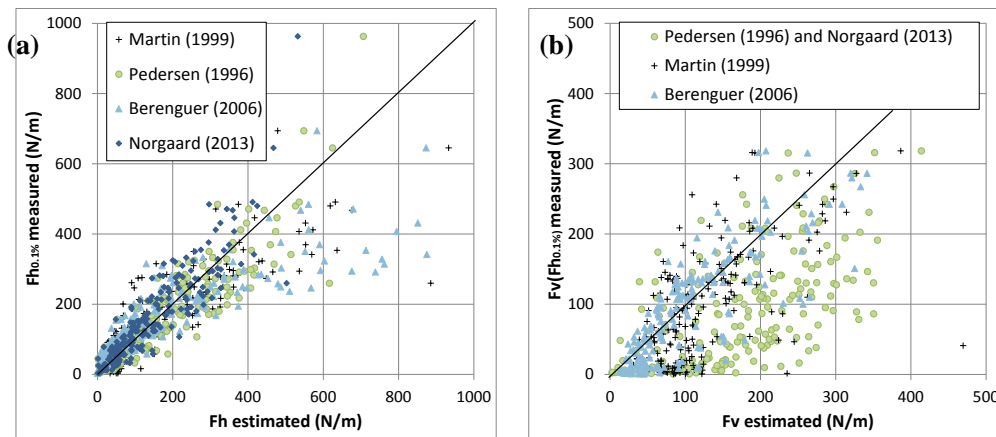 (a)
1000
800
600
400
200
0
Fh₀.₁% measured (N/m)
Martin (1999)
Pedersen (1996)
Berenguer (2006)
Norgaard (2013)
0 200 400 600 800 1000
Fh estimated (N/m)
(b)
500
400
300
200
100
0
Fv(Fh₀.₁%) measured (N/m)
Pedersen (1996) and Norgaard (2013)
Martin (1999)
Berenguer (2006)
0 100 200 300 400 500
Fv estimated (N/m)